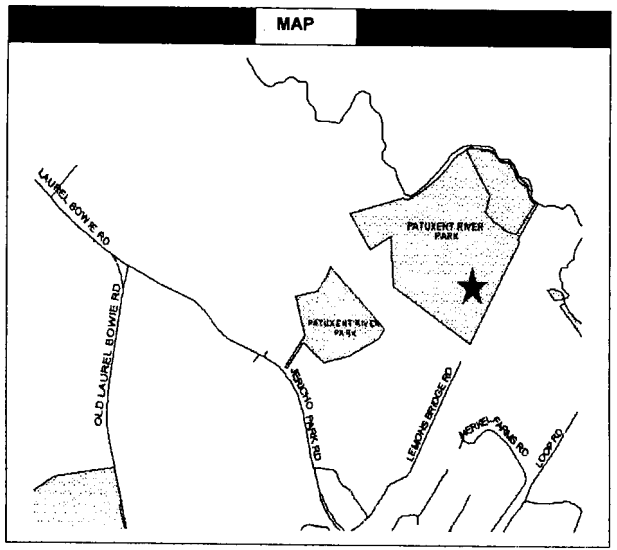 MAP
LAUREL BOWIE RD
PATUXENT RIVER
PARK
OLD LAUREL BOWIE RD
PATUXENT RIVER
PARK
JERICHO PARK RD
LEMONS BRIDGE RD
MERKEL FARMS RD
LOOP RD